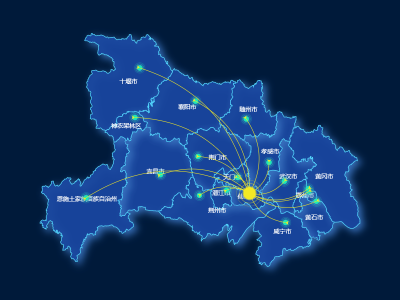 十堰市
襄阳市
随州市
神农架林区
孝感市
荆门市
宜昌市
天门市
武汉市
黄冈市
恩施土家族苗族自治州
潜江市
荆州市
黄石市
咸宁市